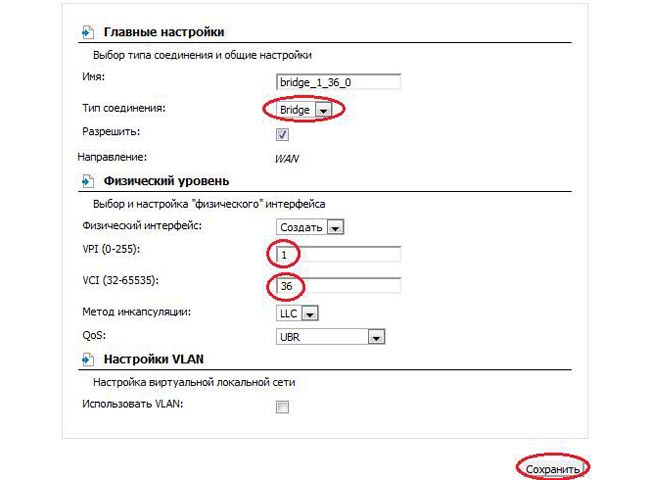 Главные настройки
Выбор типа соединения и общие настройки
Имя: bridge_1_36_0
Тип соединения: Bridge
Разрешить:
Направление: WAN
Физический уровень
Выбор и настройка "физического" интерфейса
Физический интерфейс: Создать
VPI (0-255): 1
VCI (32-65535): 36
Метод инкапсуляции: LLC
QoS: UBR
Настройки VLAN
Настройка виртуальной локальной сети
Использовать VLAN:
Сохранить